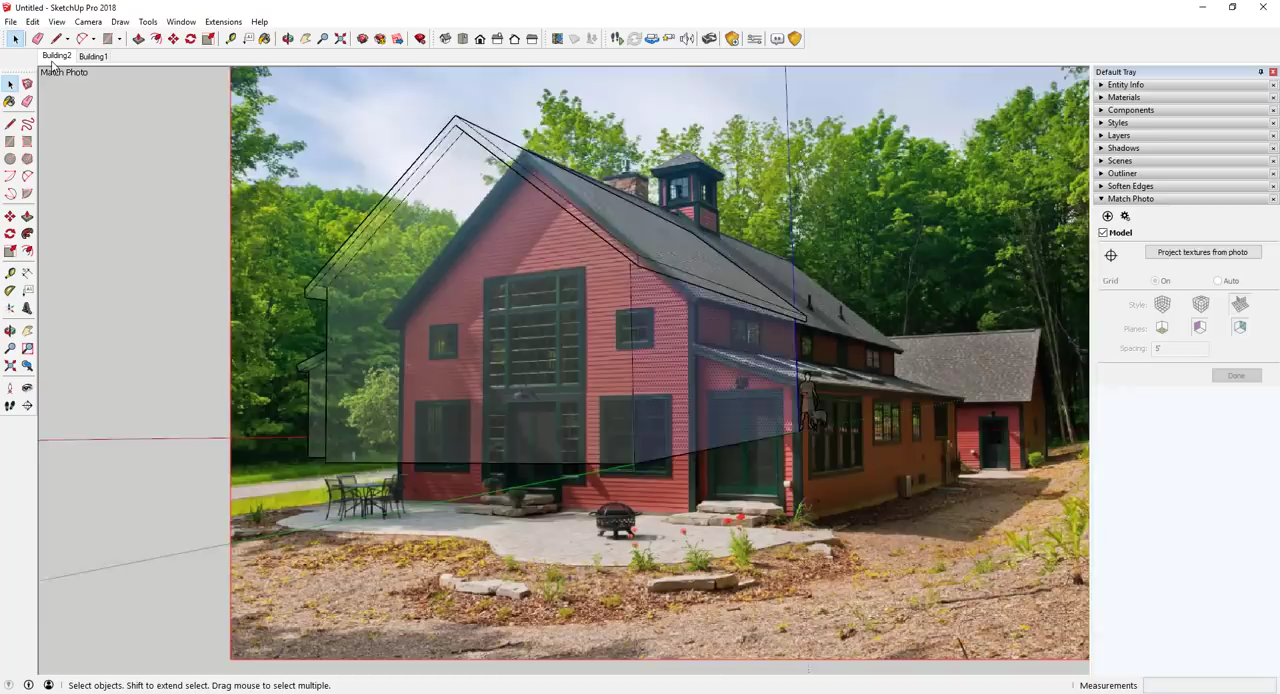 Untitled - SketchUp Pro 2018
File Edit View Camera Draw Tools Window Extensions Help
Building2 Building1
Match Photo
Default Tray
Entity Info
Materials
Components
Styles
Layers
Shadows
Scenes
Outliner
Soften Edges
Match Photo
Model
Project textures from photo
Grid On Auto
Style:
Planes:
Spacing: 5'
Done
Select objects. Shift to extend select. Drag mouse to select multiple. Measurements